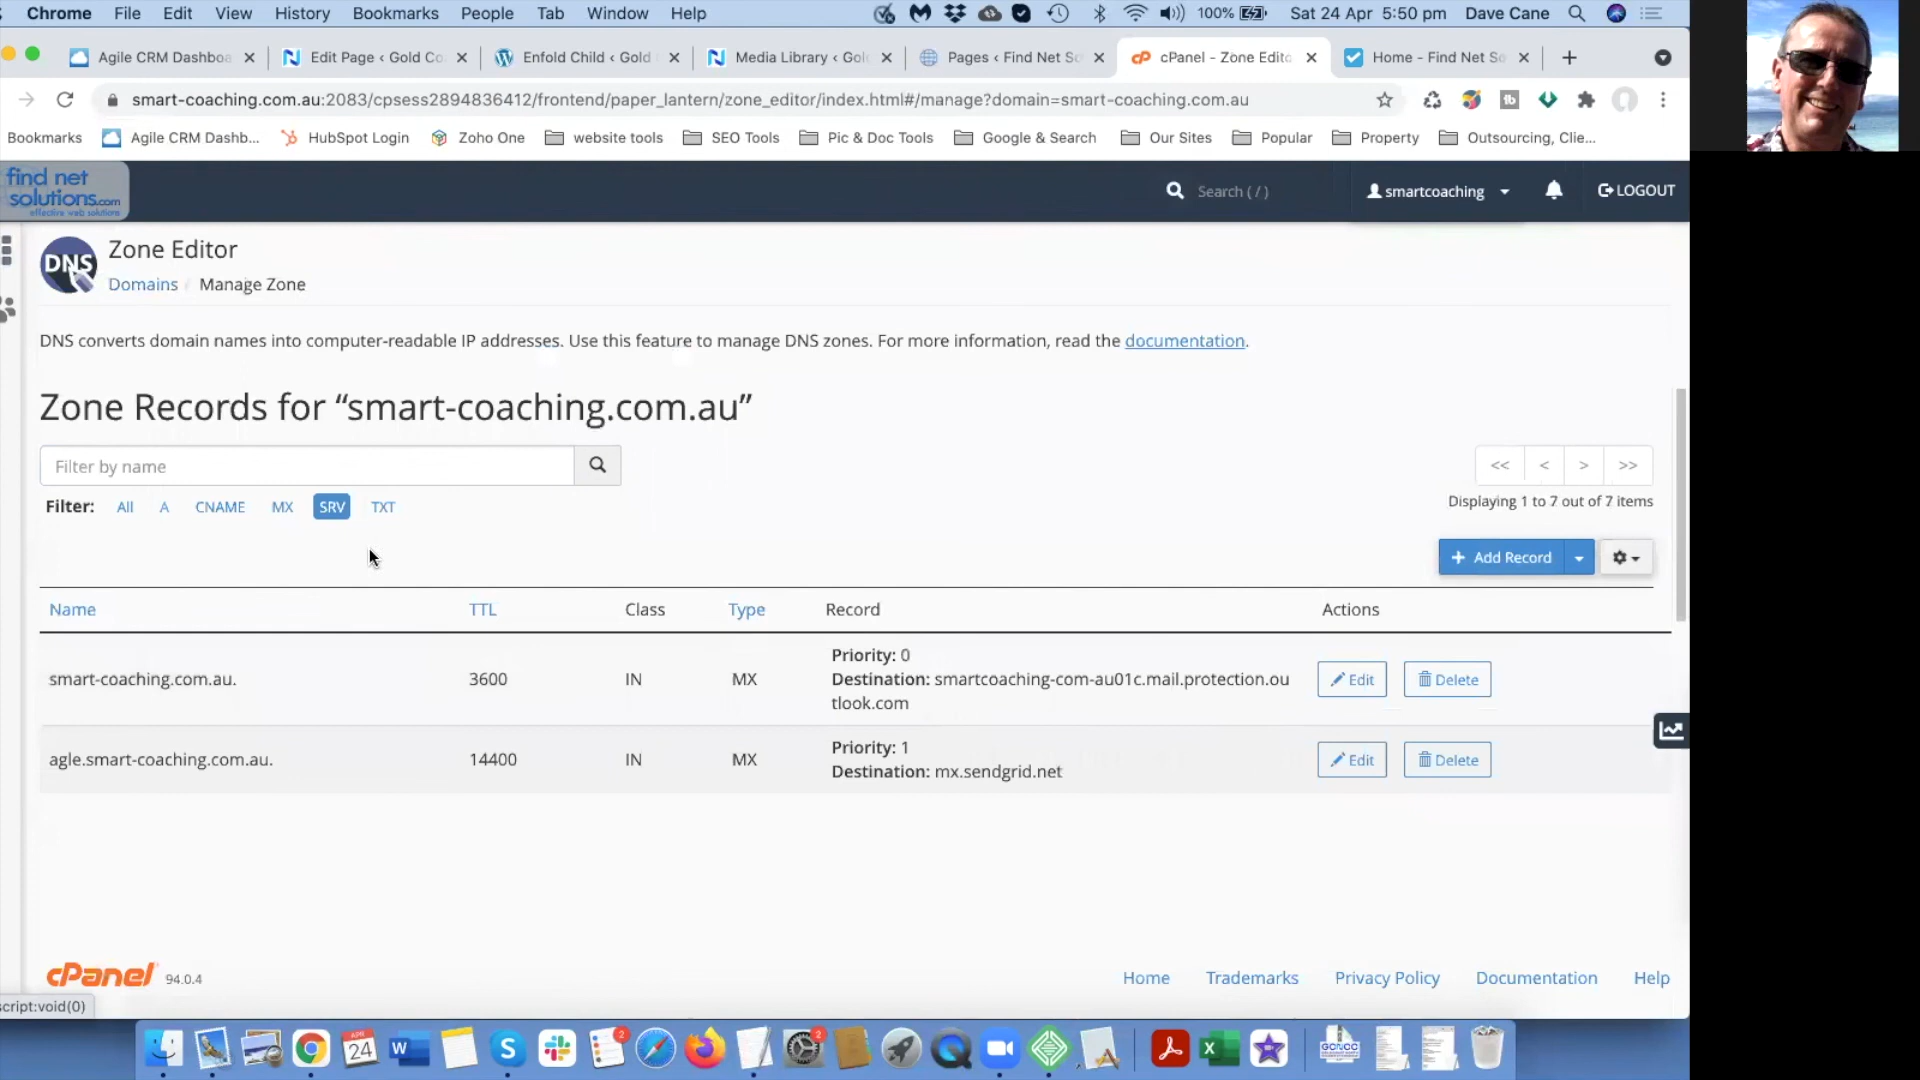 Chrome File Edit View History Bookmarks People Tab Window Help 100% Sat 24 Apr 5:50 pm Dave Cane
Agile CRM Dashboa Edit Page ‹ Gold Co Enfold Child ‹ Gold Media Library ‹ Gol Pages ‹ Find Net So cPanel - Zone Edito Home - Find Net So
smart-coaching.com.au:2083/cpsess2894836412/frontend/paper_lantern/zone_editor/index.html#/manage?domain=smart-coaching.com.au
Bookmarks Agile CRM Dashb... HubSpot Login Zoho One website tools SEO Tools Pic & Doc Tools Google & Search Our Sites Popular Property Outsourcing, Clie...
find net
solutions.com
effective web solutions
Search ( / ) smartcoaching LOGOUT
DNS
Zone Editor
Domains / Manage Zone
DNS converts domain names into computer-readable IP addresses. Use this feature to manage DNS zones. For more information, read the documentation.
Zone Records for “smart-coaching.com.au”
Filter by name
<< < > >>
Filter: All A CNAME MX SRV TXT
Displaying 1 to 7 out of 7 items
+ Add Record
Name TTL Class Type Record Actions
smart-coaching.com.au. 3600 IN MX
Priority: 0
Destination: smartcoaching-com-au01c.mail.protection.ou
tlook.com
Edit Delete
agle.smart-coaching.com.au. 14400 IN MX
Priority: 1
Destination: mx.sendgrid.net
Edit Delete
cPanel 94.0.4
Home Trademarks Privacy Policy Documentation Help
script:void(0)
APR
24
W
S
2
2
X
GCNCC